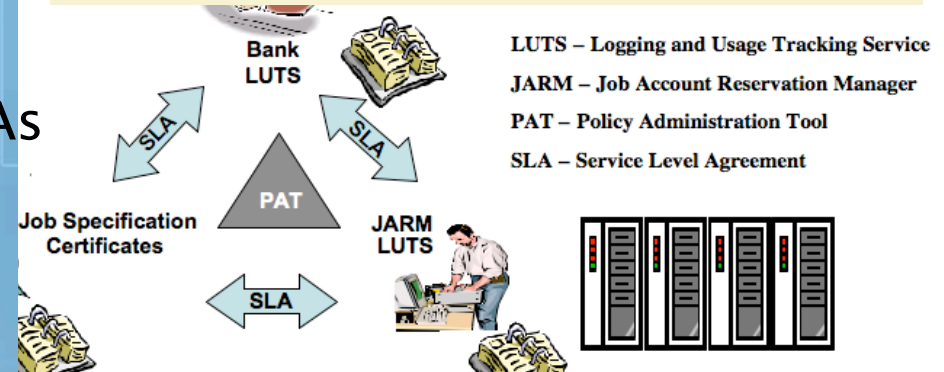 Bank
LUTS
LUTS – Logging and Usage Tracking Service
JARM – Job Account Reservation Manager
PAT – Policy Administration Tool
SLA – Service Level Agreement
As
SLA
SLA
PAT
Job Specification
Certificates
JARM
LUTS
SLA